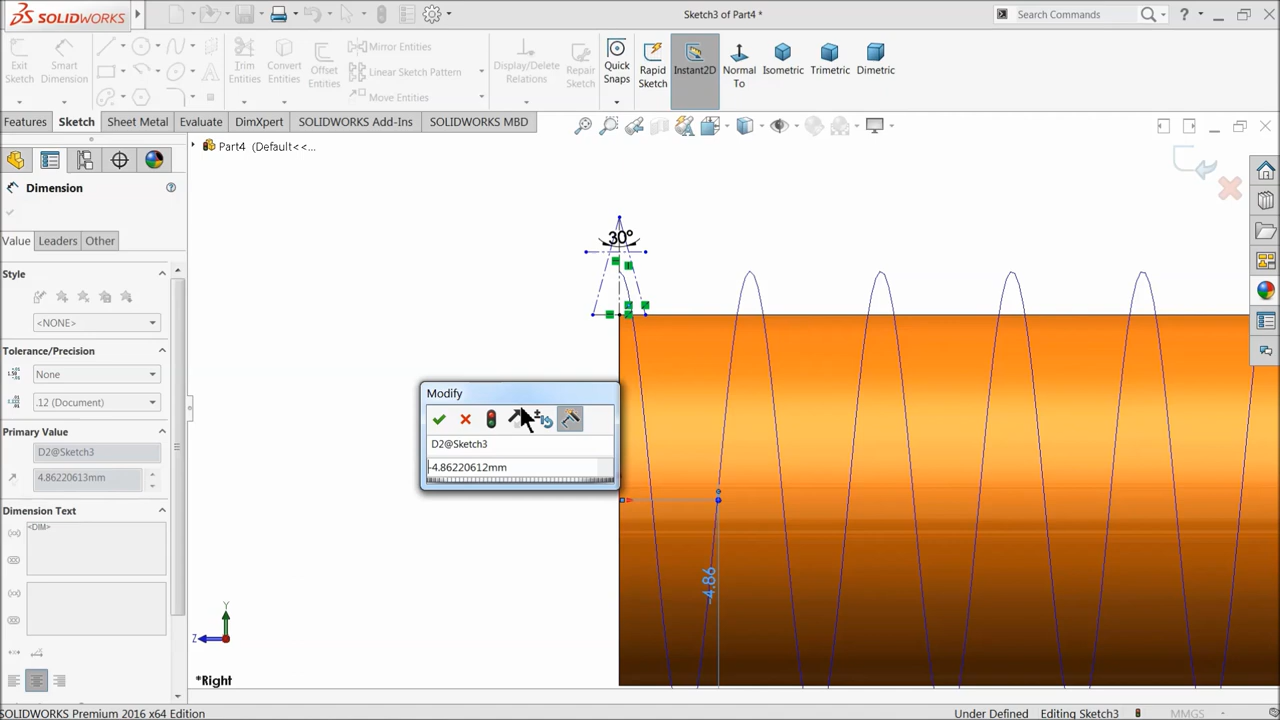 SOLIDWORKS
Sketch3 of Part4 *
Search Commands
?
Exit Sketch
Smart Dimension
Trim Entities
Convert Entities
Offset Entities
Mirror Entities
Linear Sketch Pattern
Move Entities
Display/Delete Relations
Repair Sketch
Quick Snaps
Rapid Sketch
Instant2D
Normal To
Isometric
Trimetric
Dimetric
Features
Sketch
Sheet Metal
Evaluate
DimXpert
SOLIDWORKS Add-Ins
SOLIDWORKS MBD
Part4 (Default<<...
Dimension
Value
Leaders
Other
Style
<NONE>
Tolerance/Precision
None
.12 (Document)
Primary Value
D2@Sketch3
4.86220613mm
Dimension Text
<DIM>
30°
Modify
D2@Sketch3
-4.86220612mm
-4.86
Y
Z
*Right
SOLIDWORKS Premium 2016 x64 Edition
Under Defined
Editing Sketch3
MMGS